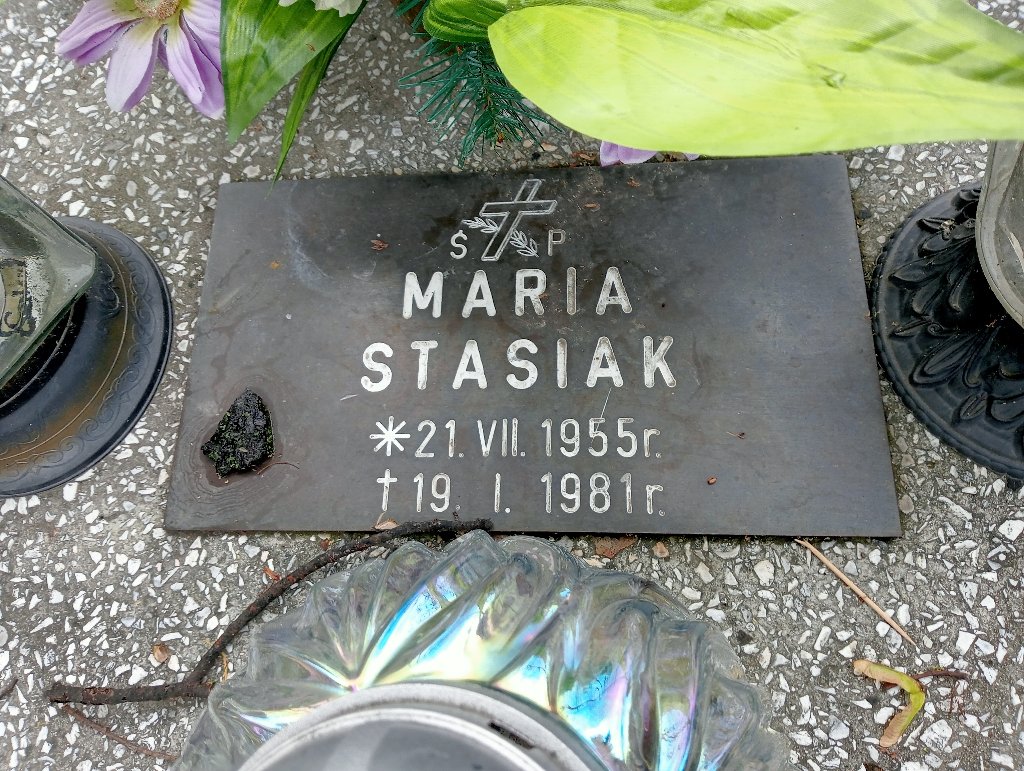 Ś P
MARIA
STASIAK
* 21. VII. 1955r.
† 19. I. 1981r.